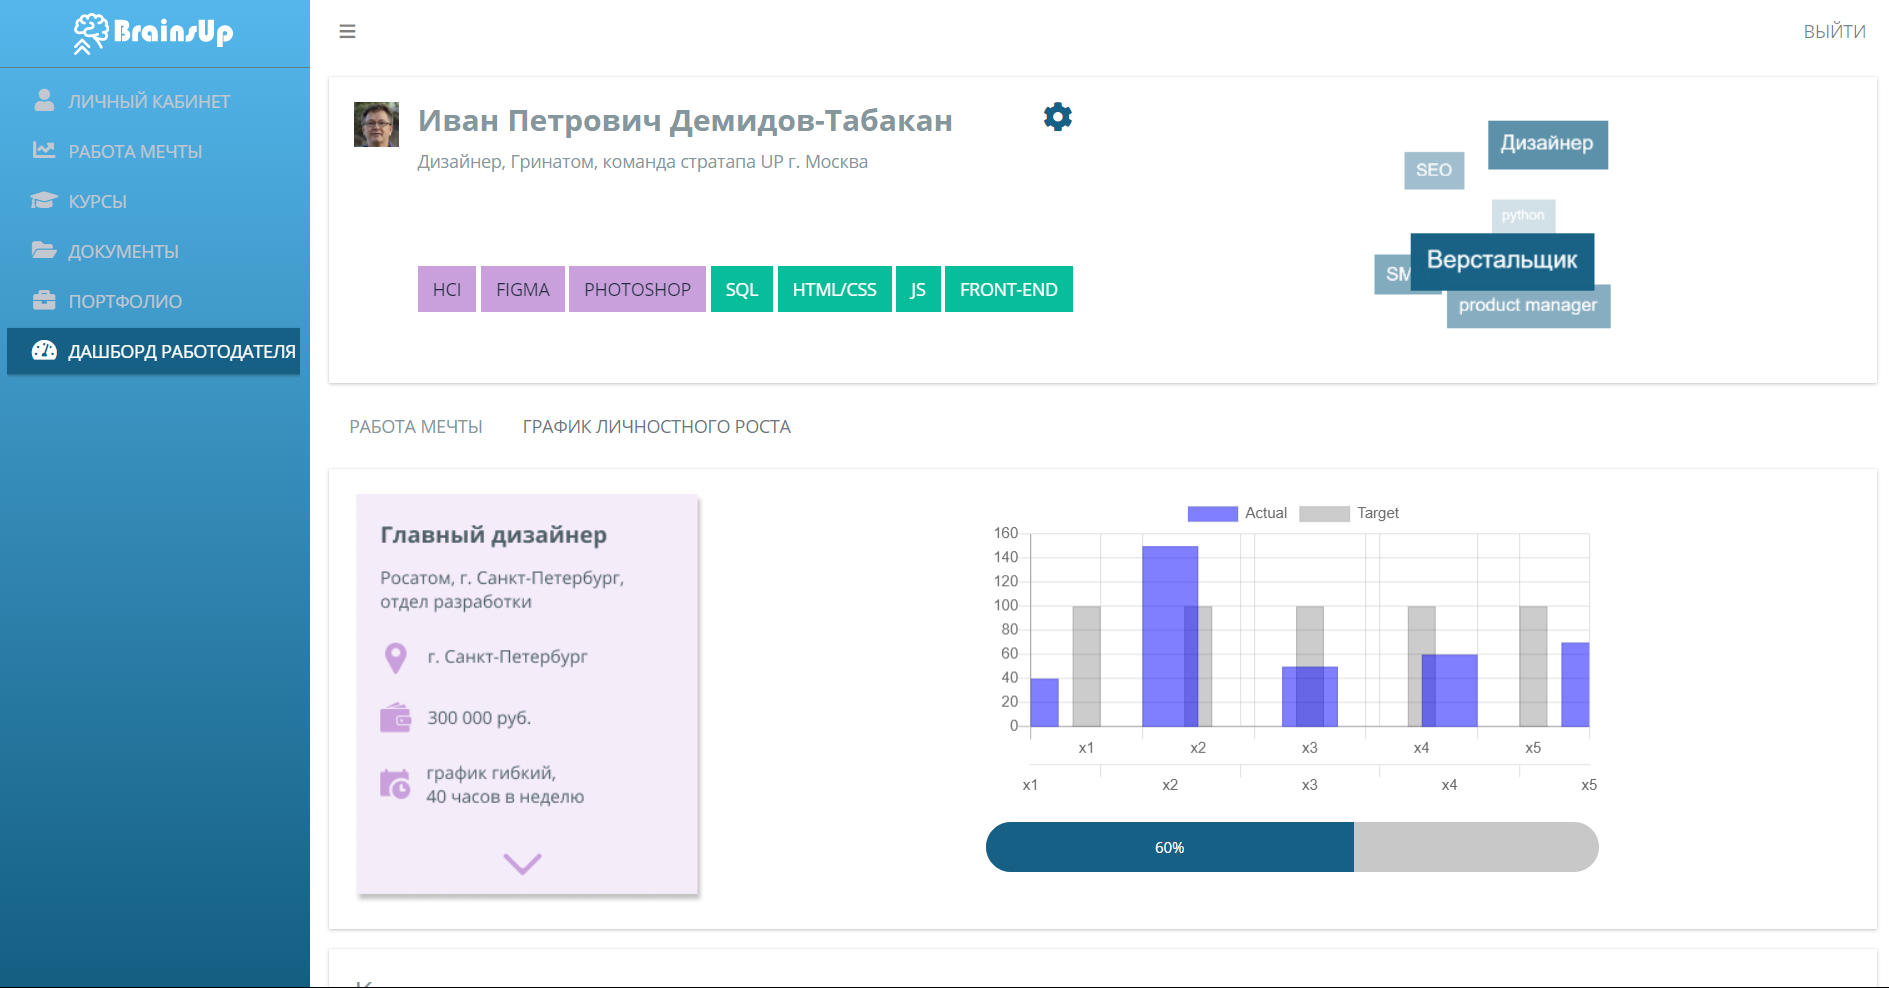 BrainsUp
ВЫЙТИ
ЛИЧНЫЙ КАБИНЕТ
РАБОТА МЕЧТЫ
КУРСЫ
ДОКУМЕНТЫ
ПОРТФОЛИО
ДАШБОРД РАБОТОДАТЕЛЯ
Иван Петрович Демидов-Табакан
Дизайнер, Гринатом, команда стратапа UP г. Москва
HCI FIGMA PHOTOSHOP SQL HTML/CSS JS FRONT-END
Дизайнер
SEO
python
Верстальщик
SM
product manager
РАБОТА МЕЧТЫ ГРАФИК ЛИЧНОСТНОГО РОСТА
Главный дизайнер
Росатом, г. Санкт-Петербург,
отдел разработки
г. Санкт-Петербург
300 000 руб.
график гибкий,
40 часов в неделю
Actual Target
160
140
120
100
80
60
40
20
0
x1 x2 x3 x4 x5
x1 x2 x3 x4 x5
60%